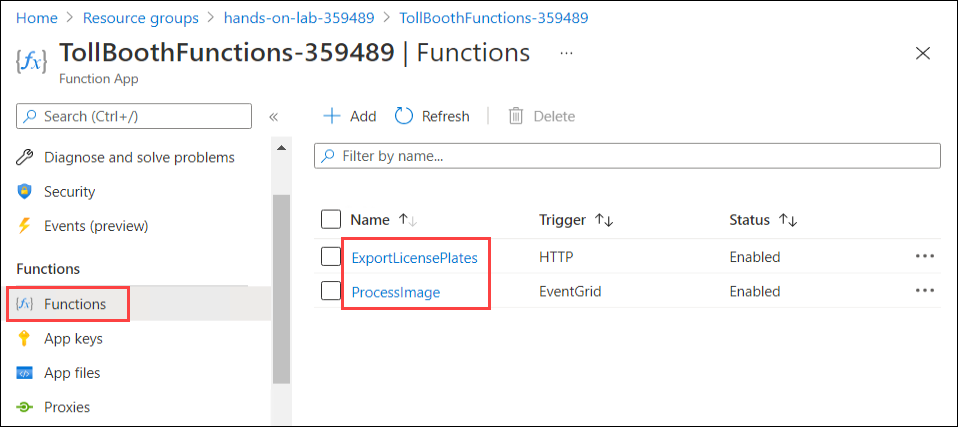 Home > Resource groups > hands-on-lab-359489 > TollBoothFunctions-359489
{fx} TollBoothFunctions-359489 | Functions ...
Function App
Search (Ctrl+/) «
Add Refresh Delete
Diagnose and solve problems
Filter by name...
Security
Events (preview)
Name Trigger Status
Functions
ExportLicensePlates HTTP Enabled ...
{fx} Functions
ProcessImage EventGrid Enabled ...
App keys
App files
Proxies